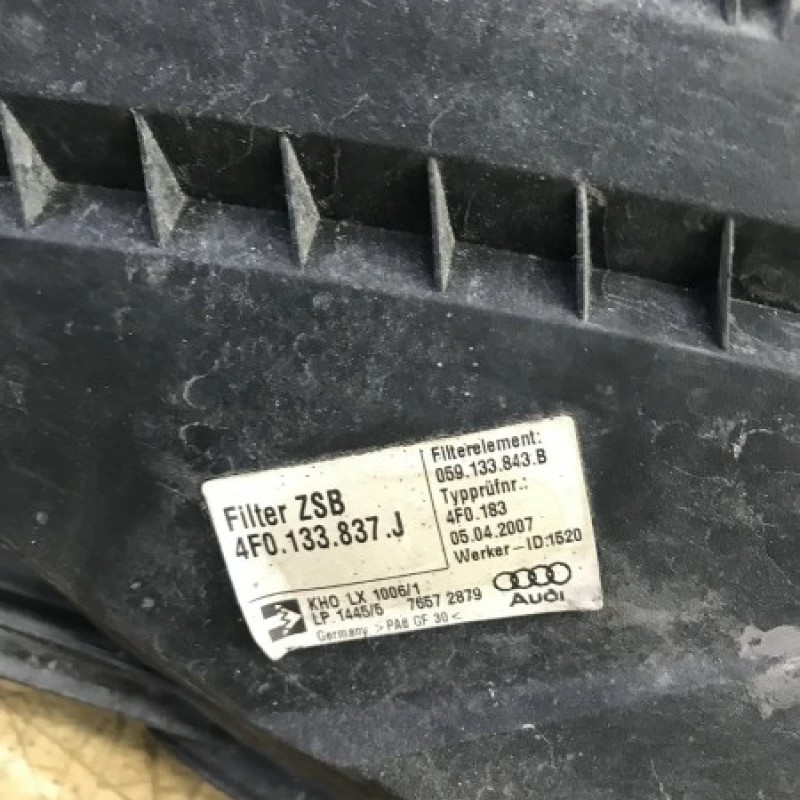 Filter ZSB
4F0.133.837.J
Filterelement:
059.133.843.B
Typprüfnr.:
4F0.183
05.04.2007
Werker-ID:1520
KHO LX 1006/1
LP 1445/5 7657 2879
Germany >PA6 GF 30<
Audi